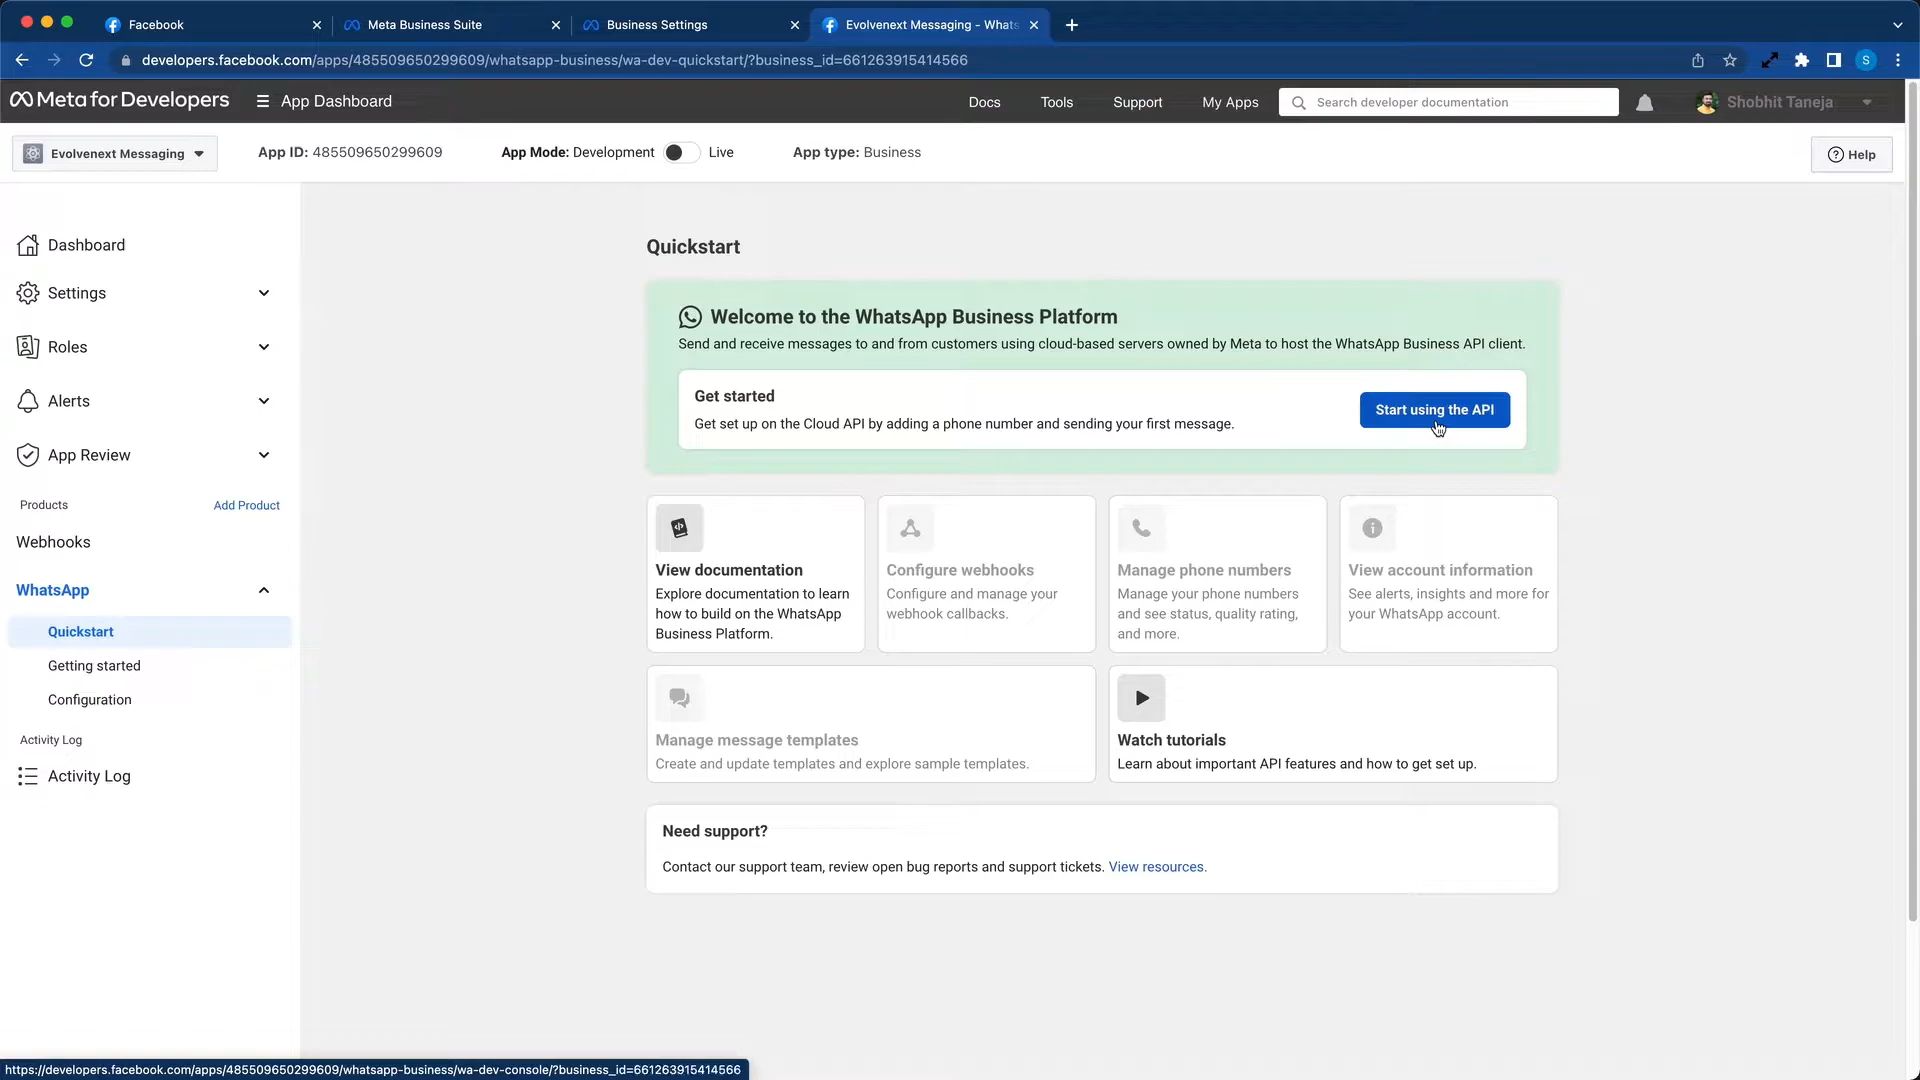 Facebook
Meta Business Suite
Business Settings
Evolvenext Messaging - Whats
developers.facebook.com/apps/485509650299609/whatsapp-business/wa-dev-quickstart/?business_id=661263915414566
S
Meta for Developers
App Dashboard
Docs
Tools
Support
My Apps
Search developer documentation
Shobhit Taneja
Evolvenext Messaging
App ID: 485509650299609
App Mode: Development
Live
App type: Business
Help
Dashboard
Settings
Roles
Alerts
App Review
Products
Add Product
Webhooks
WhatsApp
Quickstart
Getting started
Configuration
Activity Log
Activity Log
Quickstart
Welcome to the WhatsApp Business Platform
Send and receive messages to and from customers using cloud-based servers owned by Meta to host the WhatsApp Business API client.
Get started
Get set up on the Cloud API by adding a phone number and sending your first message.
Start using the API
View documentation
Explore documentation to learn
how to build on the WhatsApp
Business Platform.
Configure webhooks
Configure and manage your
webhook callbacks.
Manage phone numbers
Manage your phone numbers
and see status, quality rating,
and more.
View account information
See alerts, insights and more for
your WhatsApp account.
Manage message templates
Create and update templates and explore sample templates.
Watch tutorials
Learn about important API features and how to get set up.
Need support?
Contact our support team, review open bug reports and support tickets. View resources.
https://developers.facebook.com/apps/485509650299609/whatsapp-business/wa-dev-console/?business_id=661263915414566